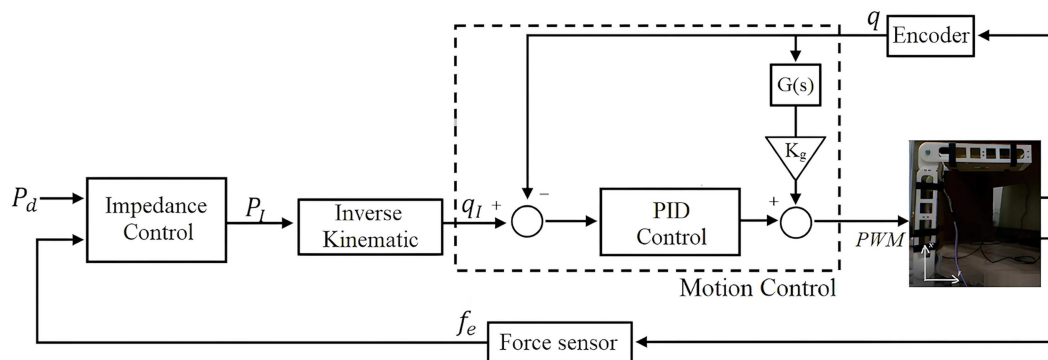 q
Encoder
G(s)
K_g
P_d
Impedance
Control
P_I
Inverse
Kinematic
q_I
+
−
PID
Control
+
PWM
Motion Control
f_e
Force sensor